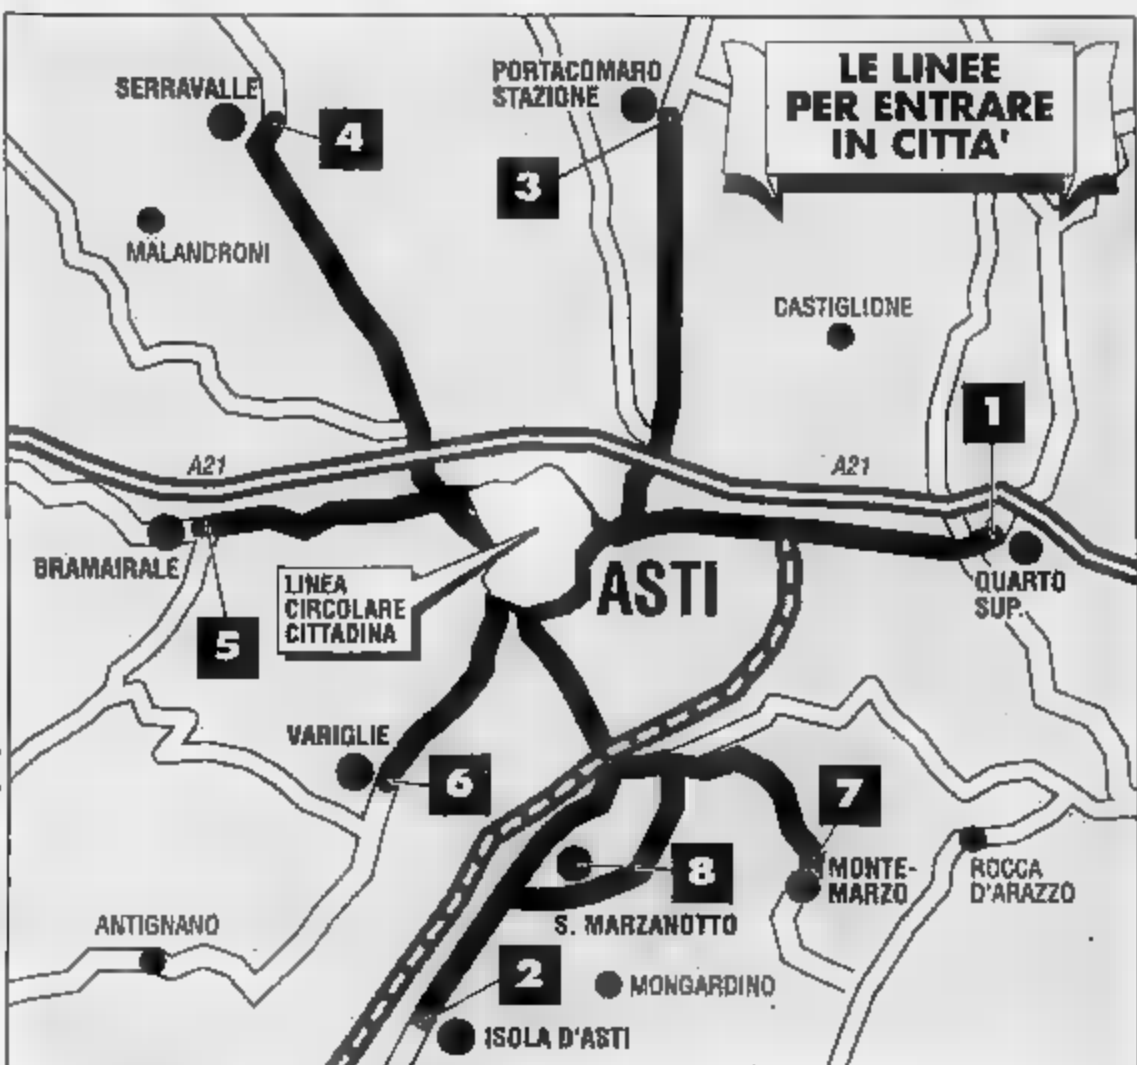 LE LINEE
PER ENTRARE
IN CITTA'
SERRAVALLE
4
PORTACOMARO
STAZIONE
3
MALANDRONI
CASTIGLIONE
1
A21
A21
BRAMAIRALE
5
LINEA
CIRCOLARE
CITTADINA
ASTI
QUARTO
SUP.
VARIGLIE
6
7
MONTE-
MARZO
ROCCA
D'ARAZZO
8
S. MARZANOTTO
ANTIGNANO
2
MONGARDINO
ISOLA D'ASTI